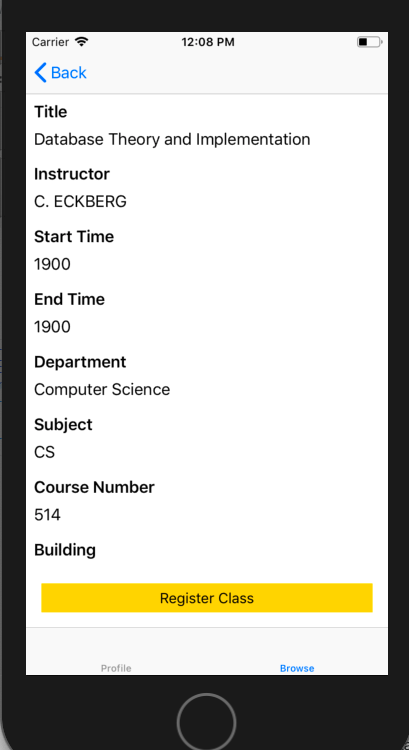 Carrier 12:08 PM
Back
Title
Database Theory and Implementation
Instructor
C. ECKBERG
Start Time
1900
End Time
1900
Department
Computer Science
Subject
CS
Course Number
514
Building
Register Class
Profile Browse